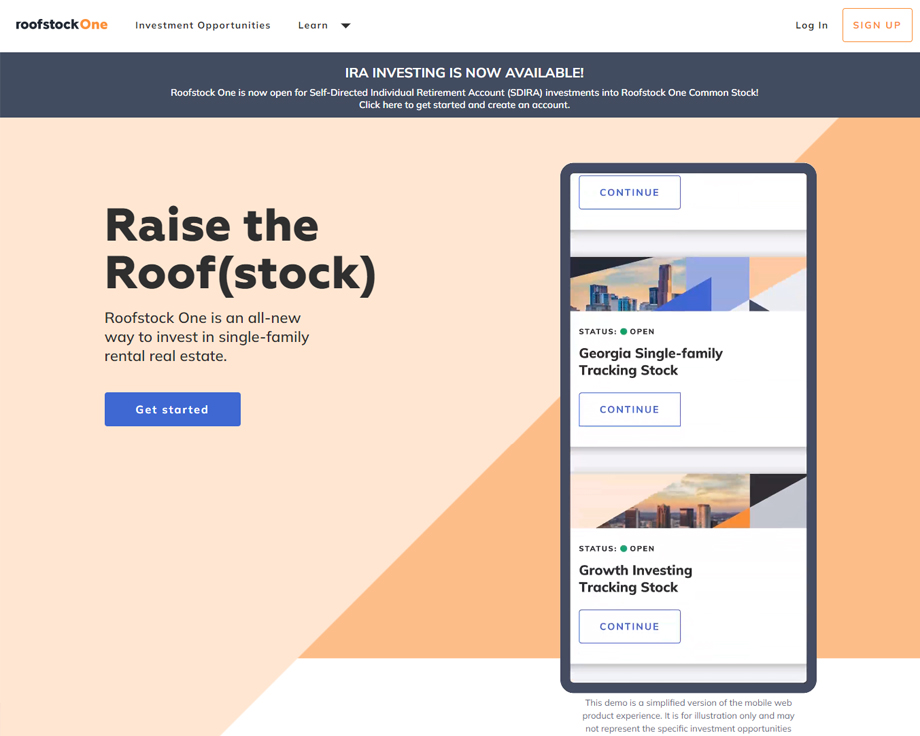 roofstockOne
Investment Opportunities
Learn
Log In
SIGN UP
IRA INVESTING IS NOW AVAILABLE!
Roofstock One is now open for Self-Directed Individual Retirement Account (SDIRA) investments into Roofstock One Common Stock!
Click here to get started and create an account.
Raise the
Roof(stock)
Roofstock One is an all-new
way to invest in single-family
rental real estate.
Get started
CONTINUE
STATUS: OPEN
Georgia Single-family
Tracking Stock
CONTINUE
STATUS: OPEN
Growth Investing
Tracking Stock
CONTINUE
This demo is a simplified version of the mobile web
product experience. It is for illustration only and may
not represent the specific investment opportunities